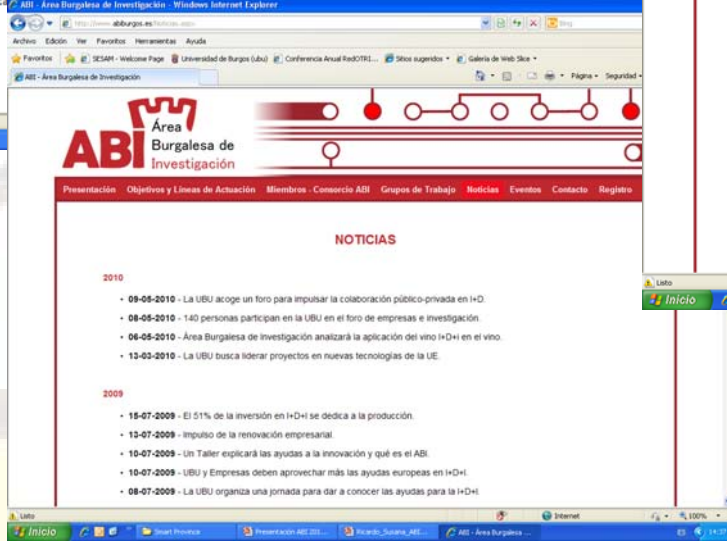 ABI - Área Burgalesa de Investigación - Windows Internet Explorer
http://www.abiburgos.es/Noticias.aspx
Bing
Archivo Edición Ver Favoritos Herramientas Ayuda
Favoritos SESAM - Welcome Page Universidad de Burgos (ubu) Conferencia Anual RedOTRI... Sitios sugeridos Galería de Web Slice
ABI - Área Burgalesa de Investigación Página Seguridad
ABI Área
Burgalesa de
Investigación
Presentación Objetivos y Líneas de Actuación Miembros - Consorcio ABI Grupos de Trabajo Noticias Eventos Contacto Registro
NOTICIAS
2010
• 09-05-2010 - La UBU acoge un foro para impulsar la colaboración público-privada en I+D.
• 08-05-2010 - 140 personas participan en la UBU en el foro de empresas e investigación.
• 06-05-2010 - Área Burgalesa de Investigación analizará la aplicación del vino I+D+i en el vino.
• 13-03-2010 - La UBU busca liderar proyectos en nuevas tecnologías de la UE.
2009
• 15-07-2009 - El 51% de la inversión en I+D+i se dedica a la producción.
• 13-07-2009 - Impulso de la renovación empresarial.
• 10-07-2009 - Un Taller explicará las ayudas a la innovación y qué es el ABI.
• 10-07-2009 - UBU y Empresas deben aprovechar más las ayudas europeas en I+D+i.
• 08-07-2009 - La UBU organiza una jornada para dar a conocer las ayudas para la I+D+i.
Listo Internet 100%
Inicio Smart Province Presentación ABI 201... Ricardo_Susana_ABI... ABI - Área Burgalesa ... ES 14:37
Listo
Inicio